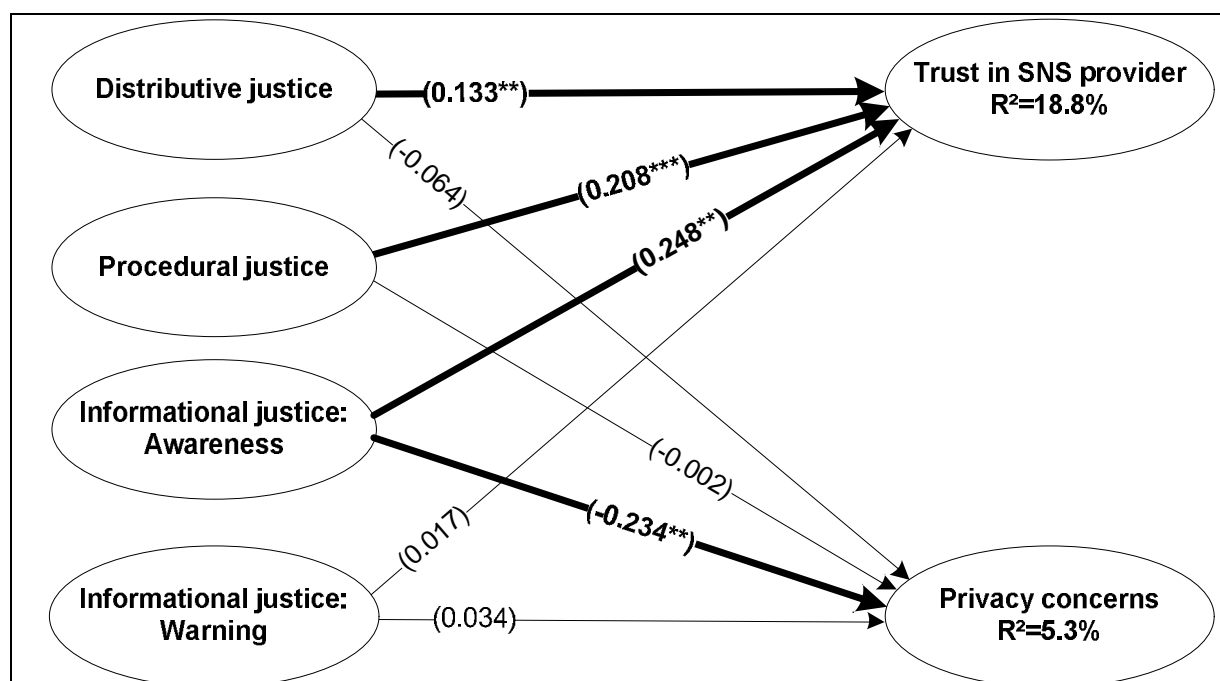 Distributive justice
(0.133**)
Trust in SNS provider
R²=18.8%
(-0.064)
(0.208***)
Procedural justice
(0.248**)
Informational justice:
Awareness
(-0.002)
(-0.234**)
(0.017)
Informational justice:
Warning
(0.034)
Privacy concerns
R²=5.3%